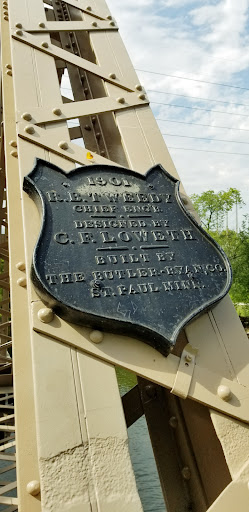 1901
R.B. TWEEDY
CHIEF ENGR.
DESIGNED BY
C.F. LOWETH
BUILT BY
THE BUTLER-RYAN CO.
ST. PAUL MINN.